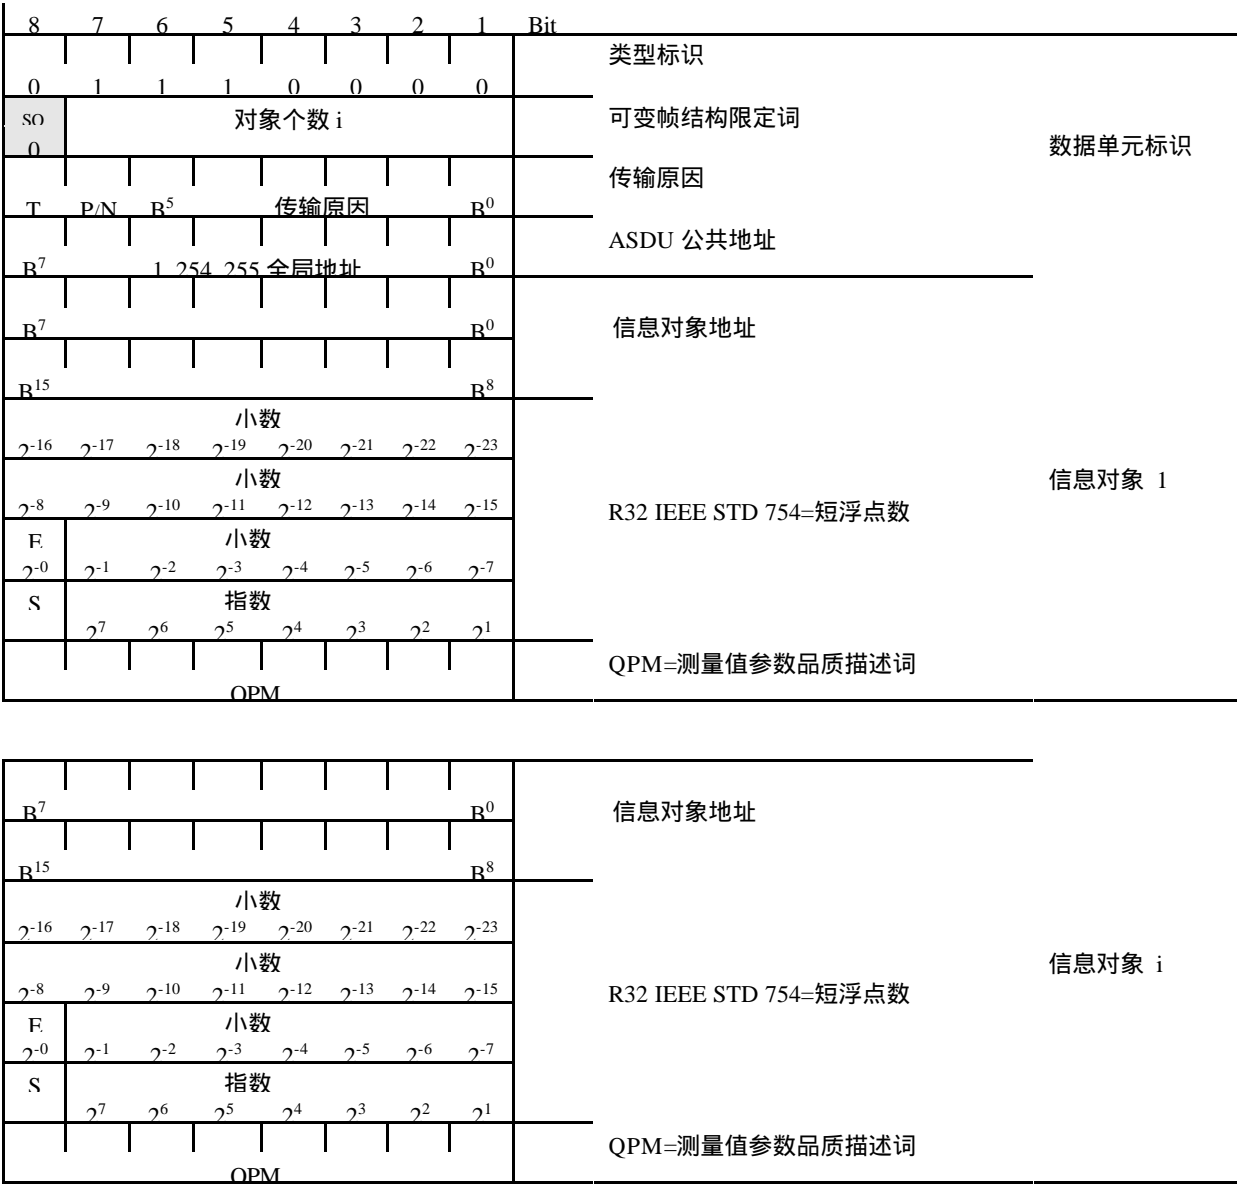 8 7 6 5 4 3 2 1 Bit
类型标识
0 1 1 1 0 0 0 0
SQ 对象个数 i 可变帧结构限定词
0
数据单元标识
传输原因
T P/N B5 传输原因 B0
ASDU 公共地址
B7 1 254 255 全局地址 B0
B7 B0 信息对象地址
B15 B8
小数
2-16 2-17 2-18 2-19 2-20 2-21 2-22 2-23
小数 信息对象 1
2-8 2-9 2-10 2-11 2-12 2-13 2-14 2-15 R32 IEEE STD 754=短浮点数
E 小数
2-0 2-1 2-2 2-3 2-4 2-5 2-6 2-7
S 指数
27 26 25 24 23 22 21
QPM=测量值参数品质描述词
QPM
B7 B0 信息对象地址
B15 B8
小数
2-16 2-17 2-18 2-19 2-20 2-21 2-22 2-23
小数 信息对象 i
2-8 2-9 2-10 2-11 2-12 2-13 2-14 2-15 R32 IEEE STD 754=短浮点数
E 小数
2-0 2-1 2-2 2-3 2-4 2-5 2-6 2-7
S 指数
27 26 25 24 23 22 21
QPM=测量值参数品质描述词
QPM